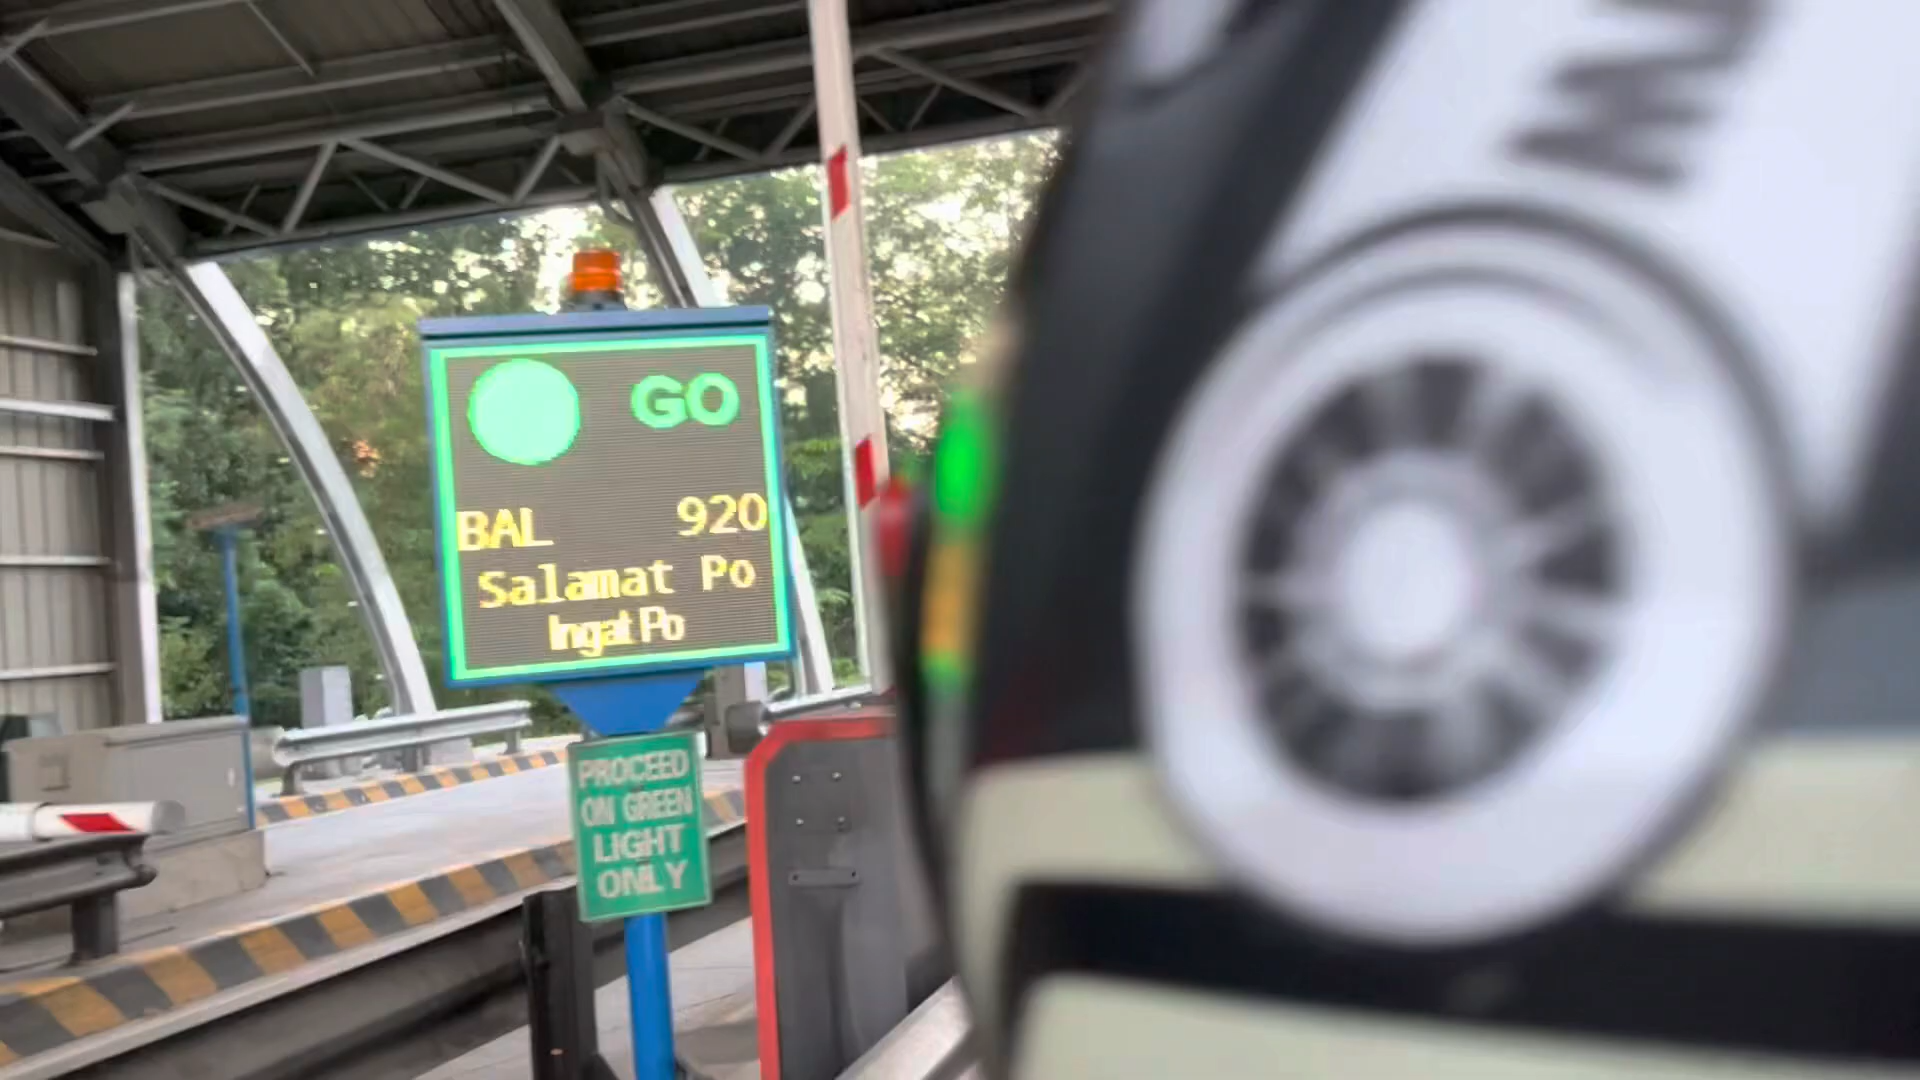 GO
BAL 920
Salamat Po
Ingat Po
PROCEED
ON GREEN
LIGHT
ONLY